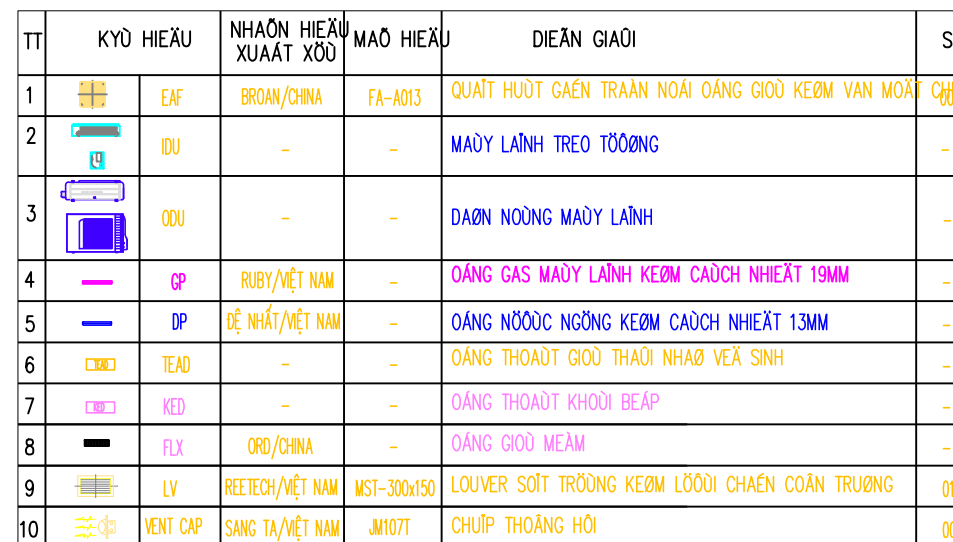 TT KYÙ HIEÄU NHAÕN HIEÄU MAÕ HIEÄU DIEÃN GIAÛI S
XUAÁT XÖÙ
1 EAF BROAN/CHINA FA-A013 QUAÏT HUÙT GAÉN TRAÀN NOÁI OÁNG GIOÙ KEØM VAN MOÄT
2 IDU - - MAÙY LAÏNH TREO TÖÔØNG -
3 ODU - - DAØN NOÙNG MAÙY LAÏNH -
4 GP RUBY/VIỆT NAM - OÁNG GAS MAÙY LAÏNH KEØM CAÙCH NHIEÄT 19MM -
5 DP ĐỆ NHẤT/VIỆT NAM - OÁNG NÖÔÙC NGÖNG KEØM CAÙCH NHIEÄT 13MM -
6 TEAD TEAD - - OÁNG THOAÙT GIOÙ THAÛI NHAØ VEÄ SINH -
7 KED KED - - OÁNG THOAÙT KHOÙI BEÁP -
8 FLX ORD/CHINA - OÁNG GIOÙ MEÀM -
9 LV REETECH/VIỆT NAM MST-300x150 LOUVER SOÏT TRÖÙNG KEØM LÖÔÙI CHAÉN COÂN TRUØNG 01
10 VENT CAP SANG TA/VIỆT NAM JM107T CHUÏP THOÂNG HÔI 00